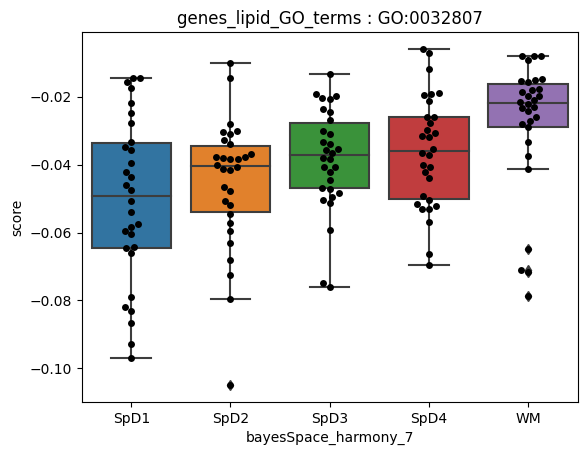 genes_lipid_GO_terms : GO:0032807
−0.02
−0.04
−0.06
−0.08
−0.10
score
SpD1 SpD2 SpD3 SpD4 WM
bayesSpace_harmony_7